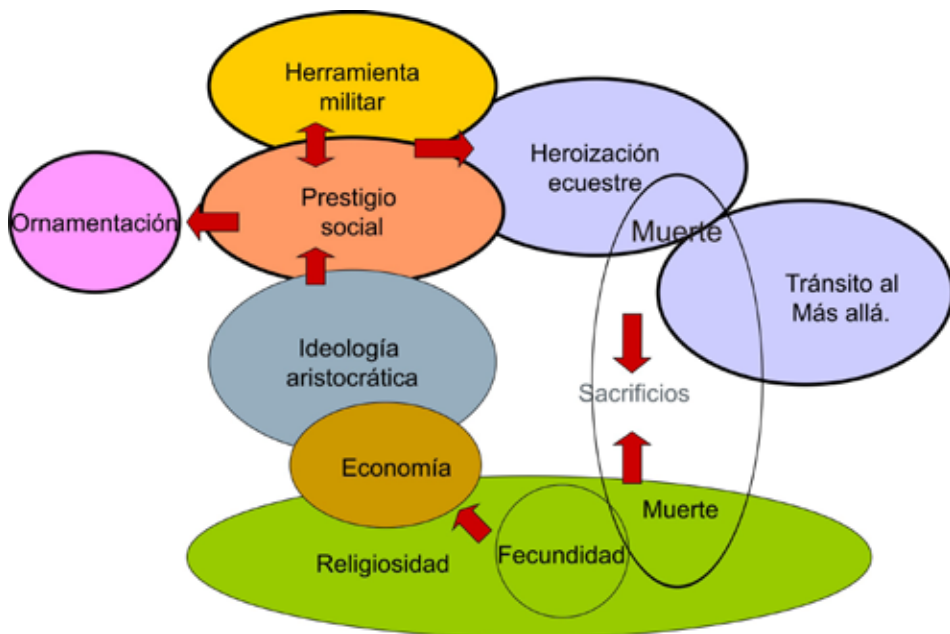 Herramienta
militar
Heroización
ecuestre
Prestigio
social
Ornamentación
Muerte
Tránsito al
Más allá.
Ideología
aristocrática
Sacrificios
Economía
Muerte
Religiosidad
Fecundidad